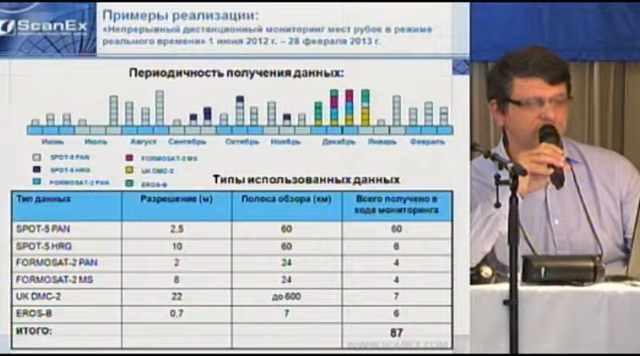 ScanEx
Примеры реализации:
«Непрерывный дистанционный мониторинг мест рубок в режиме
реального времени» 1 июня 2012 г. – 28 февраля 2013 г.
Периодичность получения данных:
Июнь Июль Август Сентябрь Октябрь Ноябрь Декабрь Январь Февраль
SPOT-5 PAN FORMOSAT-2 MS
SPOT-5 HRG UK DMC-2
FORMOSAT-2 PAN EROS-B
Типы использованных данных
Тип данных Разрешение (м) Полоса обзора (км) Всего получено в
ходе мониторинга
SPOT-5 PAN 2,5 60 60
SPOT-5 HRG 10 60 6
FORMOSAT-2 PAN 2 24 4
FORMOSAT-2 MS 8 24 4
UK DMC-2 22 до 600 7
EROS-B 0,7 7 6
ИТОГО: 87
WWW.SCANEX.COM